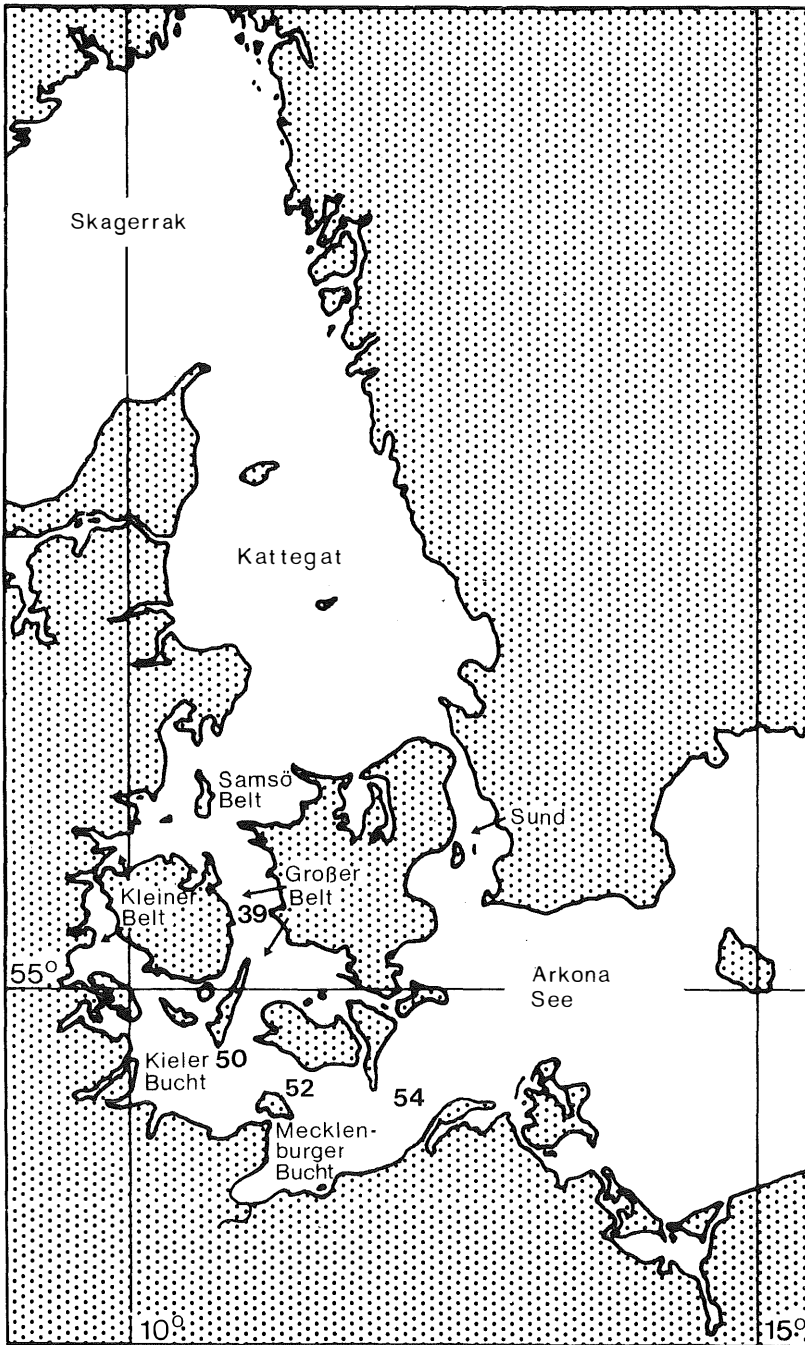 Skagerrak
Kattegat
Samsö
Belt
Sund
Großer
Belt
Kleiner
Belt
39
55°
Arkona
See
Kieler
Bucht
50
52
54
Mecklen-
burger
Bucht
10°
15°